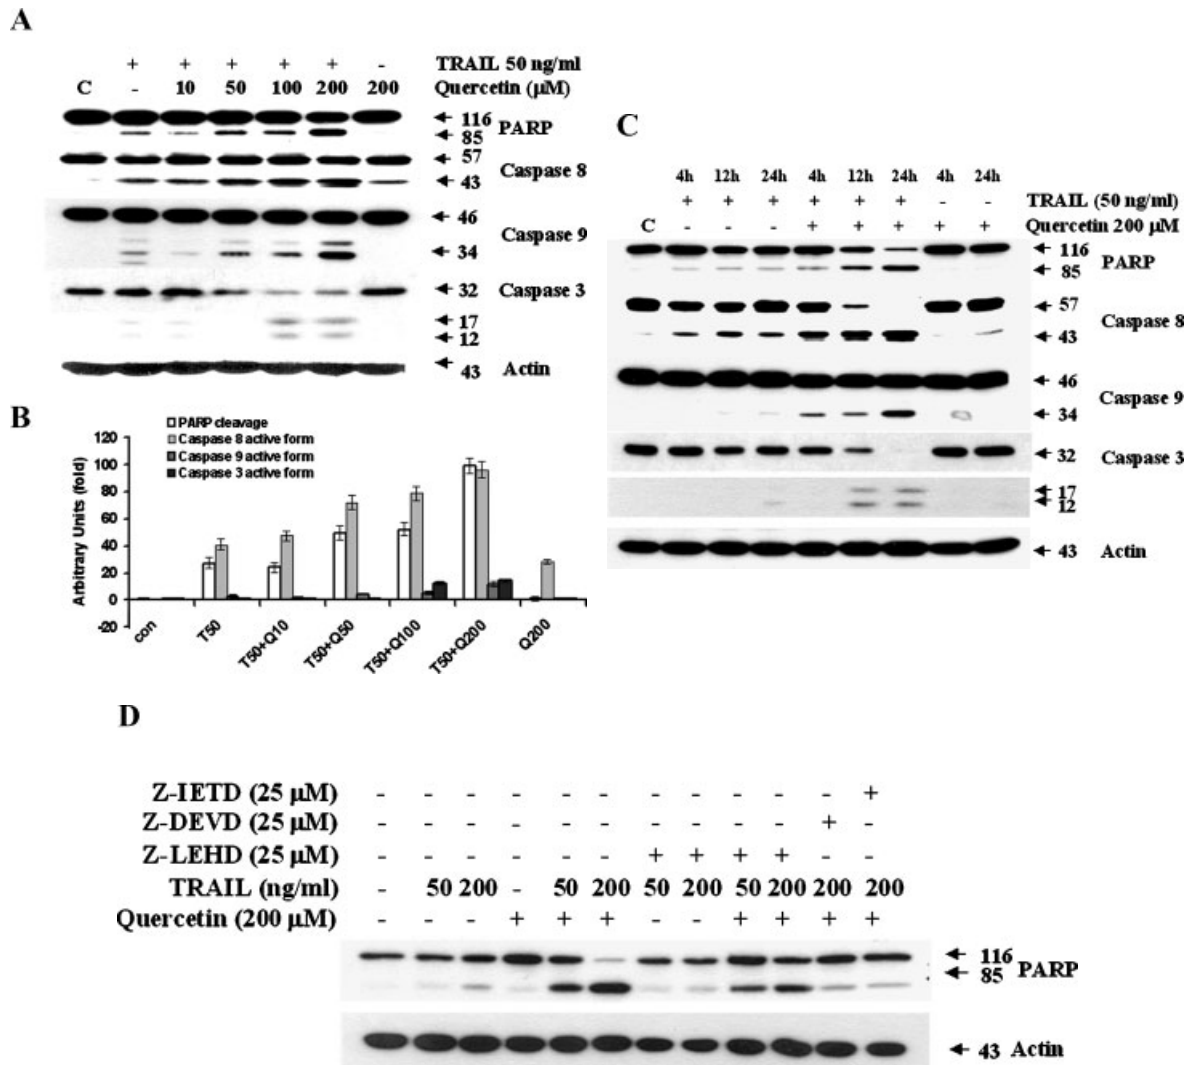 A
+ + + + + - TRAIL 50 ng/ml
C - 10 50 100 200 200 Quercetin (µM)
116
PARP
85
57
Caspase 8
43
46
Caspase 9
34
32 Caspase 3
17
12
43 Actin
B
PARP cleavage
Caspase 8 active form
Caspase 9 active form
Caspase 3 active form
Arbitrary Units (fold)
120
100
80
60
40
20
0
-20
con T50 T50+Q10 T50+Q50 T50+Q100 T50+Q200 Q200
C
4h 12h 24h 4h 12h 24h 4h 24h
+ + + + + + - - TRAIL (50 ng/ml)
C - - - + + + + + Quercetin 200 µM
116
PARP
85
57
Caspase 8
43
46
Caspase 9
34
32 Caspase 3
17
12
43 Actin
D
Z-IETD (25 µM) - - - - - - - - - - - +
Z-DEVD (25 µM) - - - - - - - - - - + -
Z-LEHD (25 µM) - - - - - - + + + + - -
TRAIL (ng/ml) - 50 200 - 50 200 50 200 50 200 200 200
Quercetin (200 µM) - - - + + + - - + + + +
116
PARP
85
43 Actin